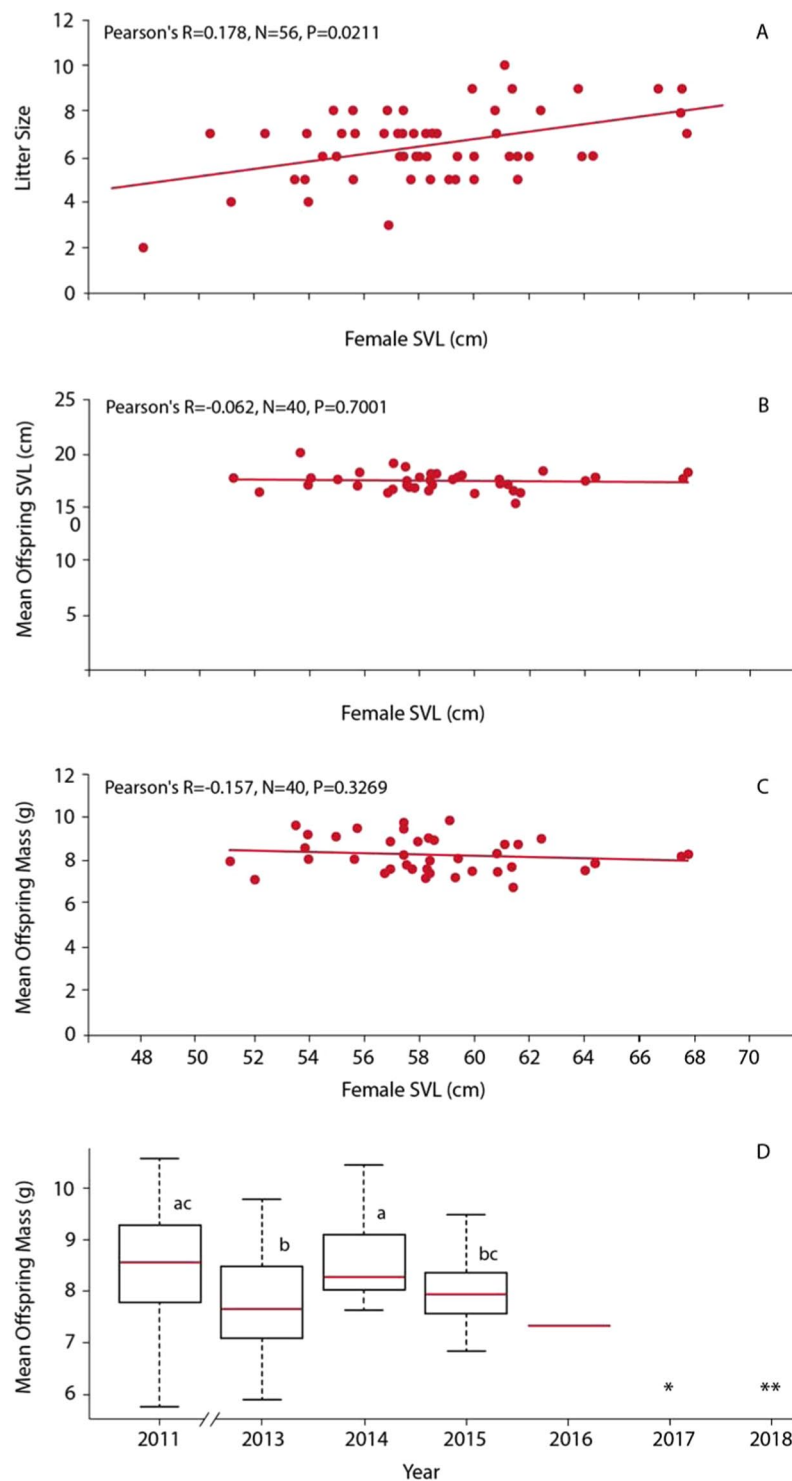 Pearson's R=0.178, N=56, P=0.0211
A
12
10
8
6
4
2
0
Litter Size
Female SVL (cm)
Pearson's R=-0.062, N=40, P=0.7001
B
25
20
15
0
10
5
Mean Offspring SVL (cm)
Female SVL (cm)
Pearson's R=-0.157, N=40, P=0.3269
C
12
10
8
6
4
2
0
Mean Offspring Mass (g)
48 50 52 54 56 58 60 62 64 66 68 70
Female SVL (cm)
D
10
9
8
7
6
Mean Offspring Mass (g)
ac
b
a
bc
* **
2011 2013 2014 2015 2016 2017 2018
Year